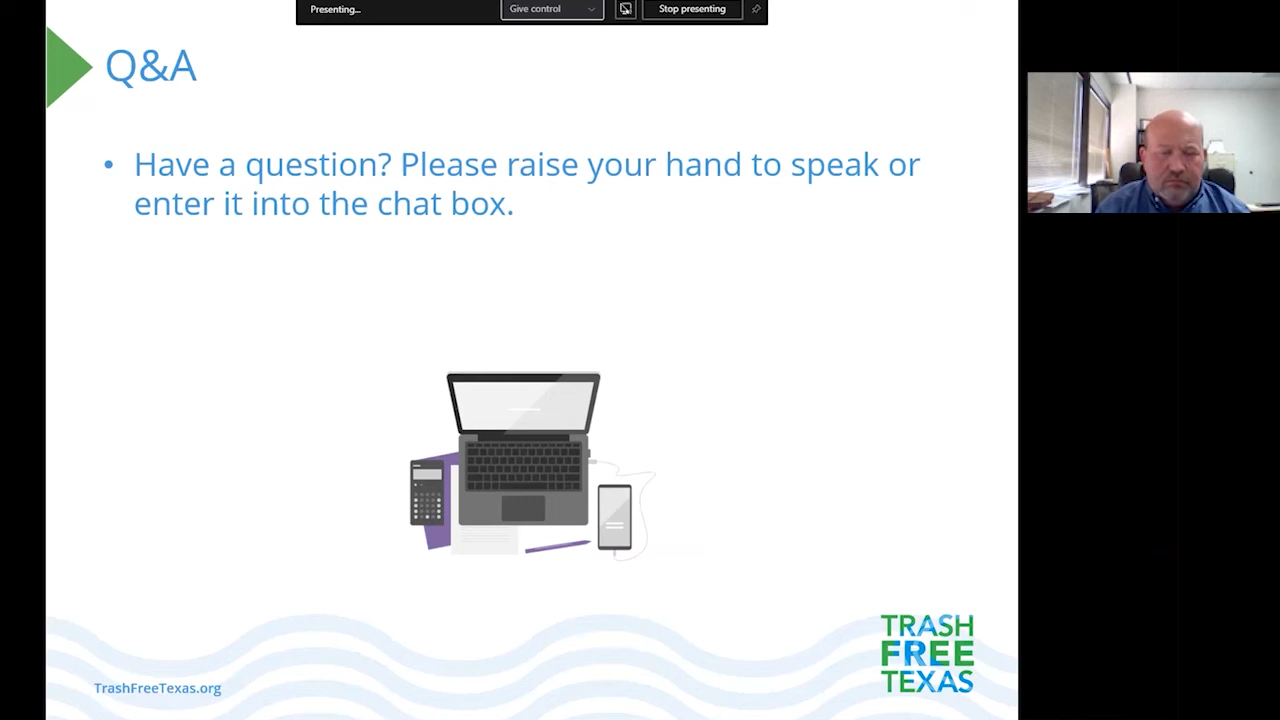 Presenting...
Give control
Stop presenting
Q&A
• Have a question? Please raise your hand to speak or
enter it into the chat box.
TRASH
FREE
TEXAS
TrashFreeTexas.org